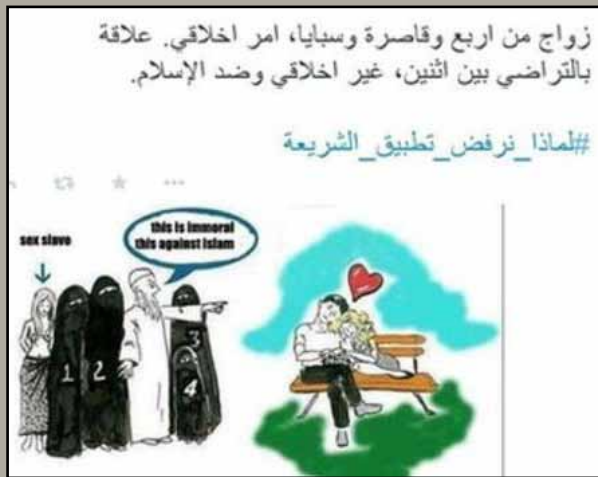 زواج من اربع وقاصرة وسبايا، امر اخلاقي. علاقة
بالتراضي بين اثنين، غير اخلاقي وضد الإسلام.
#لماذا_نرفض_تطبيق_الشريعة
sex slave
this is immoral
this against islam
1
2
3
4